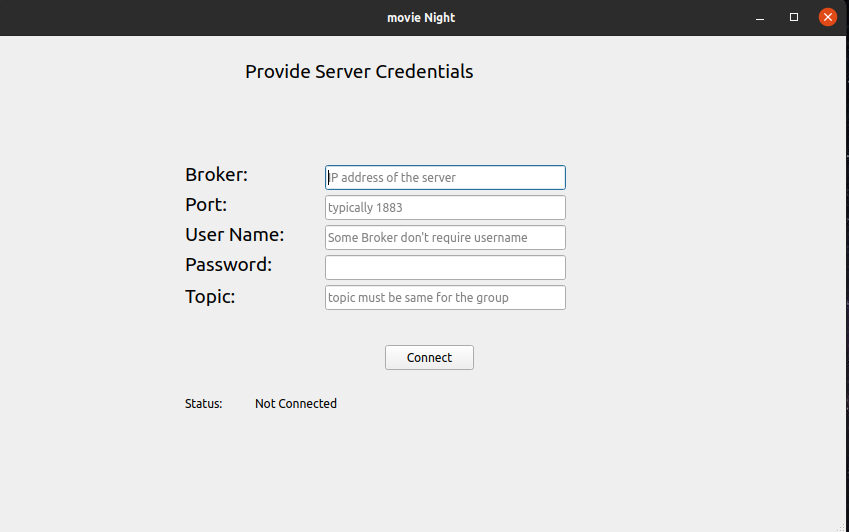 movie Night
Provide Server Credentials
Broker: IP address of the server
Port: typically 1883
User Name: Some Broker don't require username
Password:
Topic: topic must be same for the group
Connect
Status: Not Connected